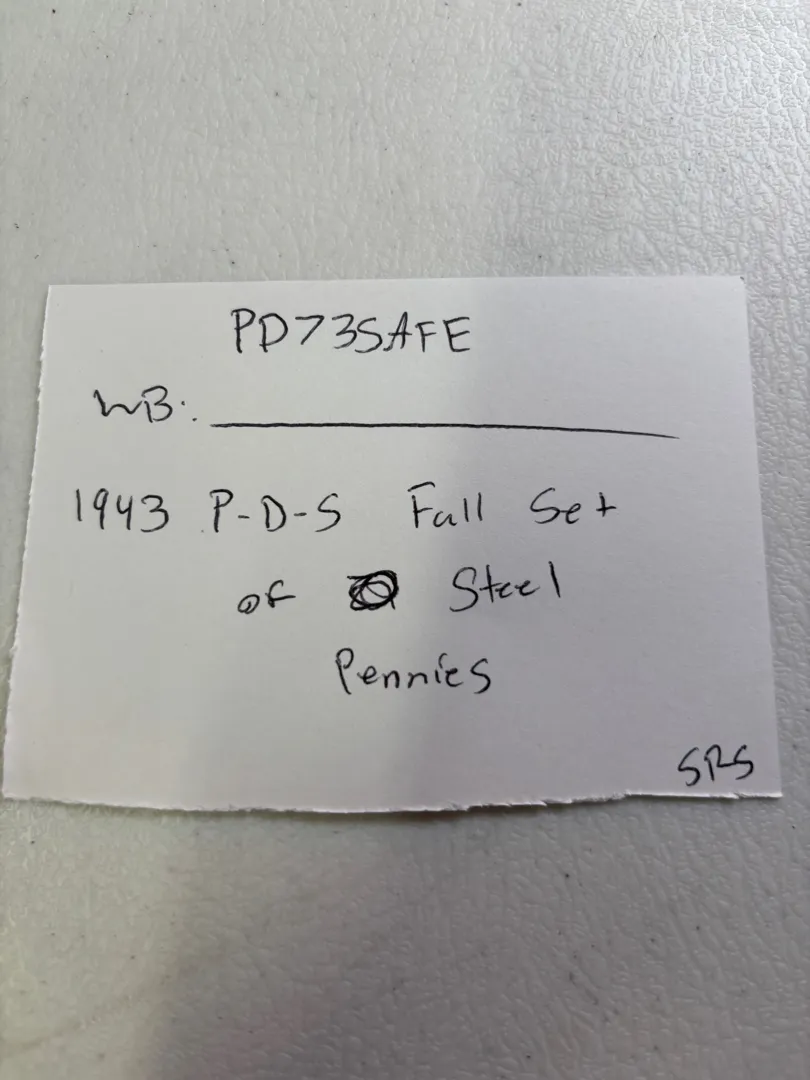 PD73SAFE
WB:
1943 P-D-S Full Set
of Steel
Pennies
SRS